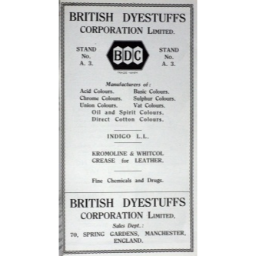 BRITISH DYESTUFFS
CORPORATION LIMITED.
STAND No. A. 3.
BDC
TRADE MARK
STAND No. A. 3.
Manufacturers of:
Acid Colours. Basic Colours.
Chrome Colours. Sulphur Colours.
Union Colours. Vat Colours.
Oil and Spirit Colours.
Direct Cotton Colours.
INDIGO L.L.
KROMOLINE & WHITCOL
GREASE for LEATHER.
Fine Chemicals and Drugs.
BRITISH DYESTUFFS
CORPORATION LIMITED.
Sales Dept.:
70, SPRING GARDENS, MANCHESTER,
ENGLAND.